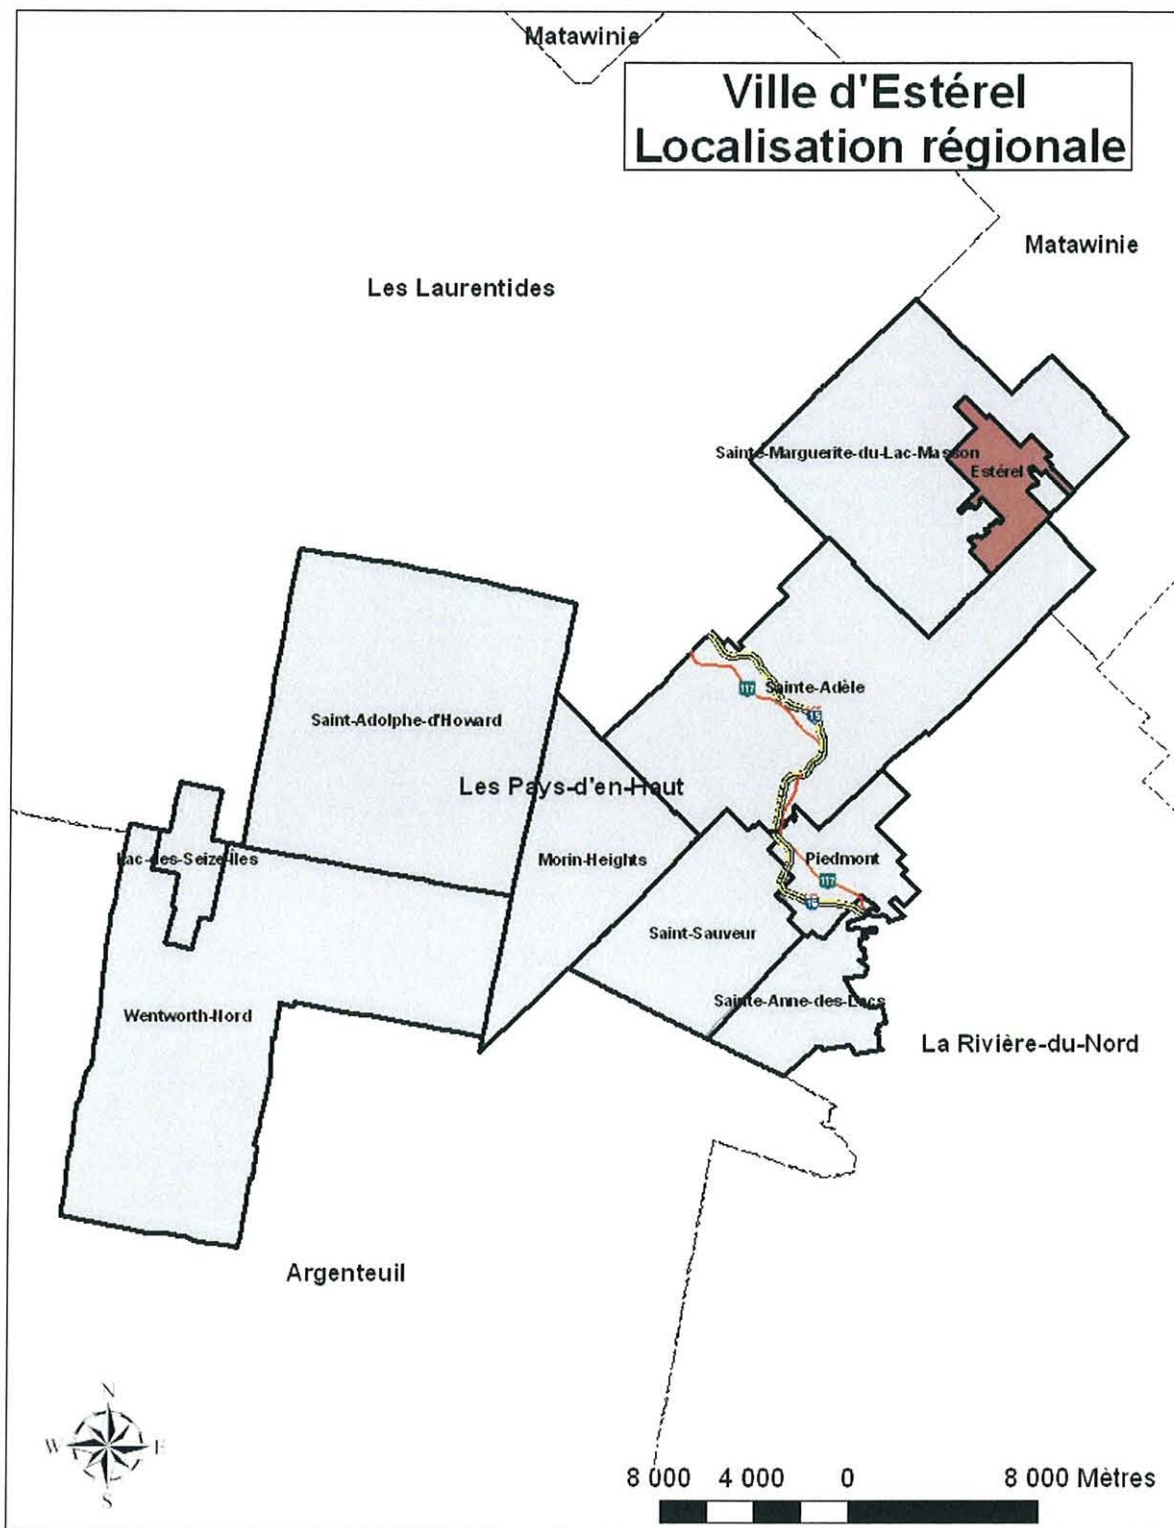 Matawinie
Ville d'Estérel
Localisation régionale
Matawinie
Les Laurentides
Sainte-Marguerite-du-Lac-Masson
Estérel
Sainte-Adèle
117
15
Saint-Adolphe-d'Howard
Les Pays-d'en-Haut
Lac-des-Seize-Îles
Morin-Heights
Piedmont
117
15
Saint-Sauveur
Sainte-Anne-des-Lacs
Wentworth-Nord
La Rivière-du-Nord
Argenteuil
N
W E
S
8 000 4 000 0 8 000 Mètres